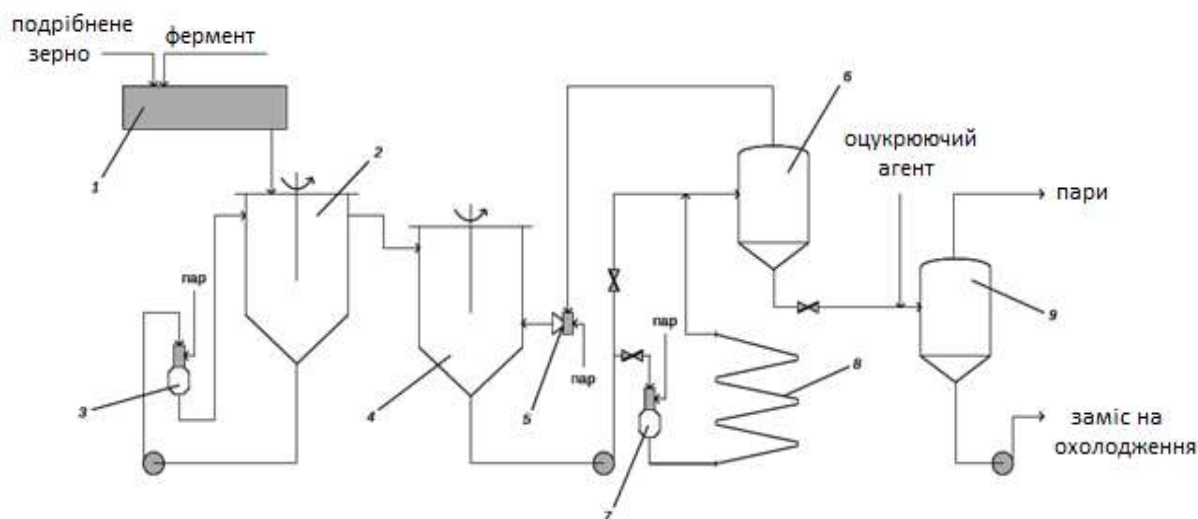 подрібнене
зерно
фермент
1
2
пар
3
4
5
пар
6
пар
7
8
оцукрюючий
агент
пари
9
заміс на
охолодження